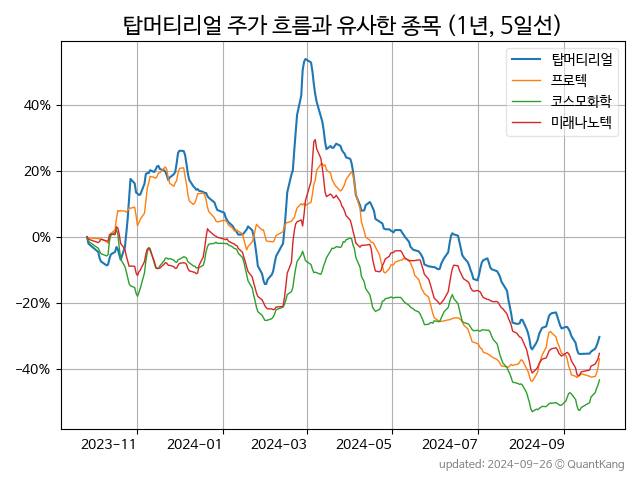 탑머티리얼 주가 흐름과 유사한 종목 (1년, 5일선)
탑머티리얼
프로텍
코스모화학
미래나노텍
40%
20%
0%
−20%
−40%
2023-11
2024-01
2024-03
2024-05
2024-07
2024-09
updated: 2024-09-26 © QuantKang